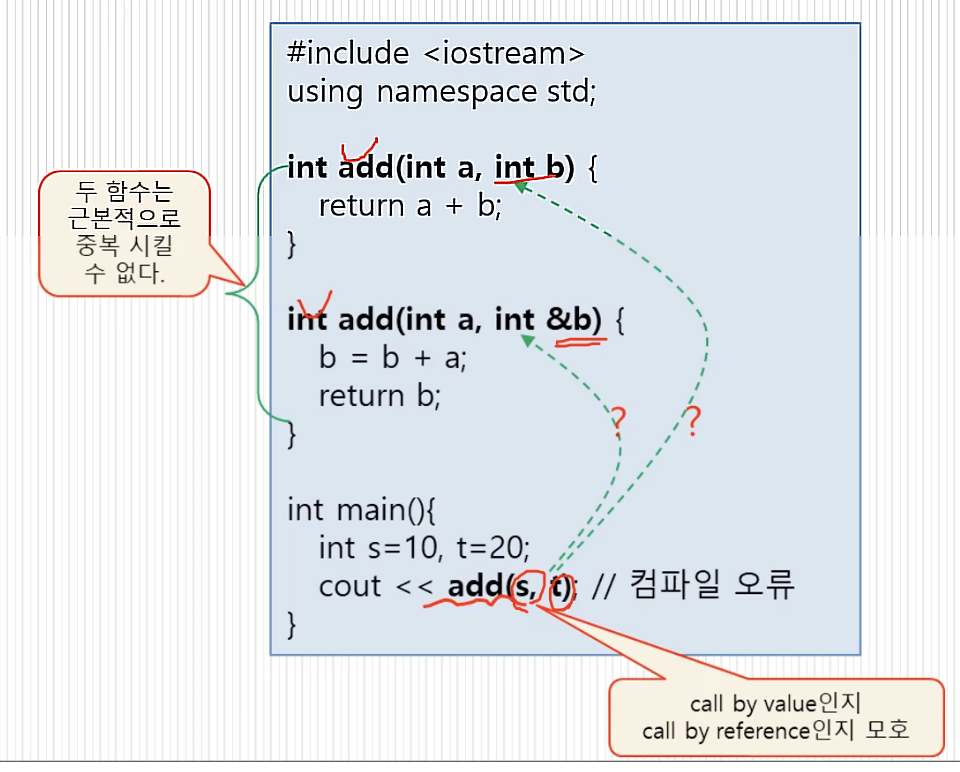 #include <iostream>
using namespace std;
int add(int a, int b) {
return a + b;
}
두 함수는
근본적으로
중복 시킬
수 없다.
int add(int a, int &b) {
b = b + a;
return b;
}
? ?
int main(){
int s=10, t=20;
cout << add(s, t); // 컴파일 오류
}
call by value인지
call by reference인지 모호